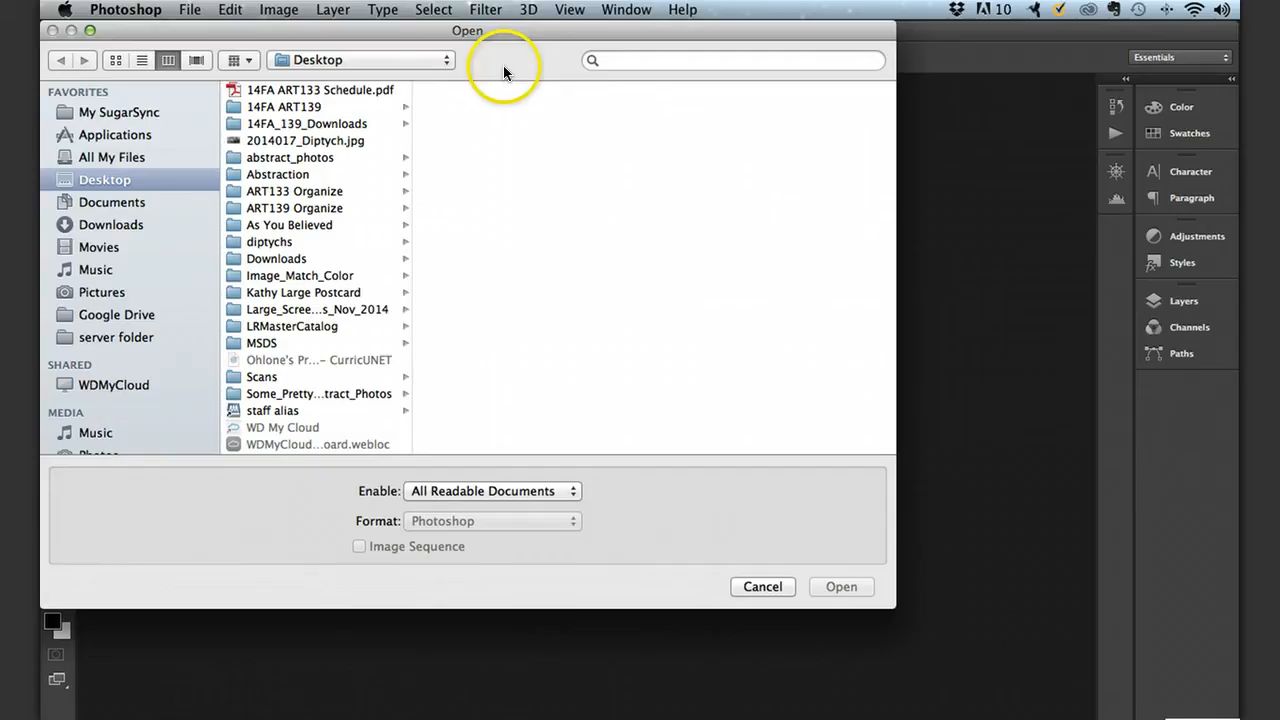 Photoshop File Edit Image Layer Type Select Filter 3D View Window Help 10
Open
Desktop
Essentials
FAVORITES
My SugarSync
Applications
All My Files
Desktop
Documents
Downloads
Movies
Music
Pictures
Google Drive
server folder
SHARED
WDMyCloud
MEDIA
Music
Photos
14FA ART133 Schedule.pdf
14FA ART139
14FA_139_Downloads
2014017_Diptych.jpg
abstract_photos
Abstraction
ART133 Organize
ART139 Organize
As You Believed
diptychs
Downloads
Image_Match_Color
Kathy Large Postcard
Large_Scree...s_Nov_2014
LRMasterCatalog
MSDS
Ohlone's Pr...– CurricUNET
Scans
Some_Pretty...tract_Photos
staff alias
WD My Cloud
WDMyCloud...oard.webloc
Enable: All Readable Documents
Format: Photoshop
Image Sequence
Cancel Open
Color
Swatches
Character
Paragraph
Adjustments
Styles
Layers
Channels
Paths